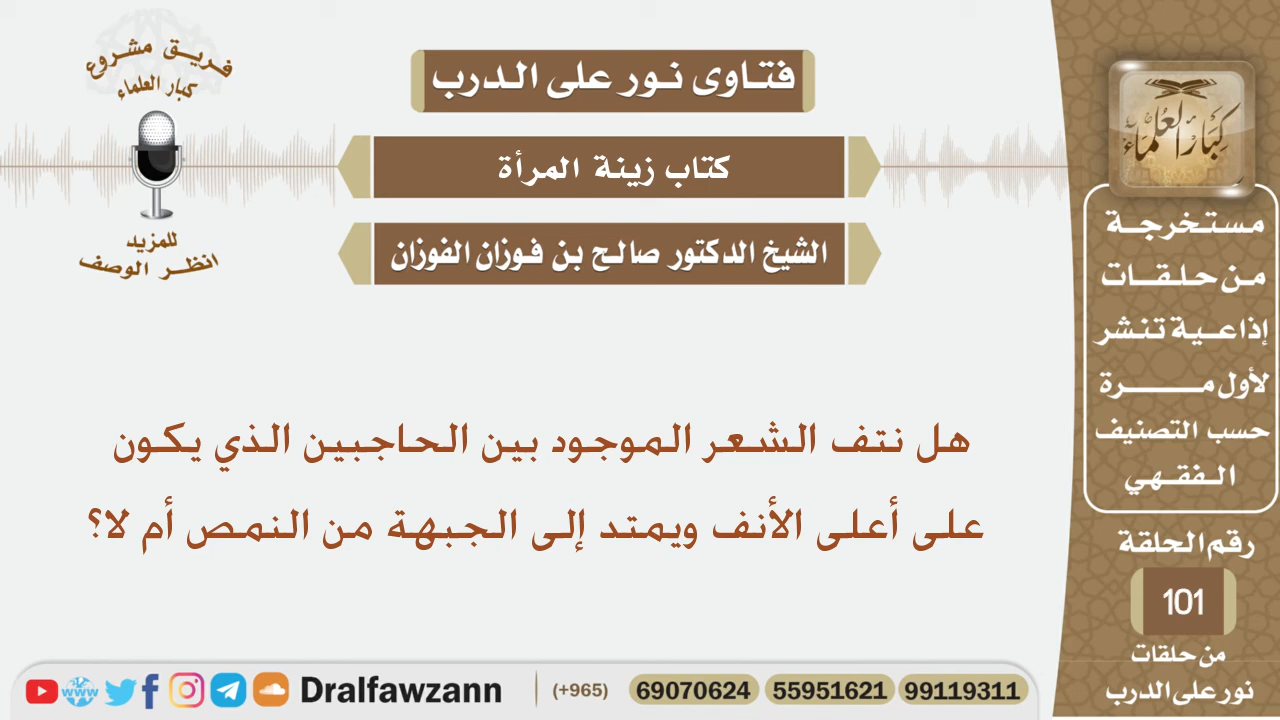 فريق مشروع
كبار العلماء
للمزيد
انظر الوصف
فتاوى نور على الدرب
كتاب زينة المرأة
الشيخ الدكتور صالح بن فوزان الفوزان
هل نتف الشعر الموجود بين الحاجبين الذي يكون
على أعلى الأنف ويمتد إلى الجبهة من النمص أم لا؟
كبار العلماء
مستخرجة
من حلقات
إذاعية تنشر
لأول مرة
حسب التصنيف
الفقهي
رقم الحلقة
101
من حلقات
نور على الدرب
www Dralfawzann (+965) 69070624 55951621 99119311